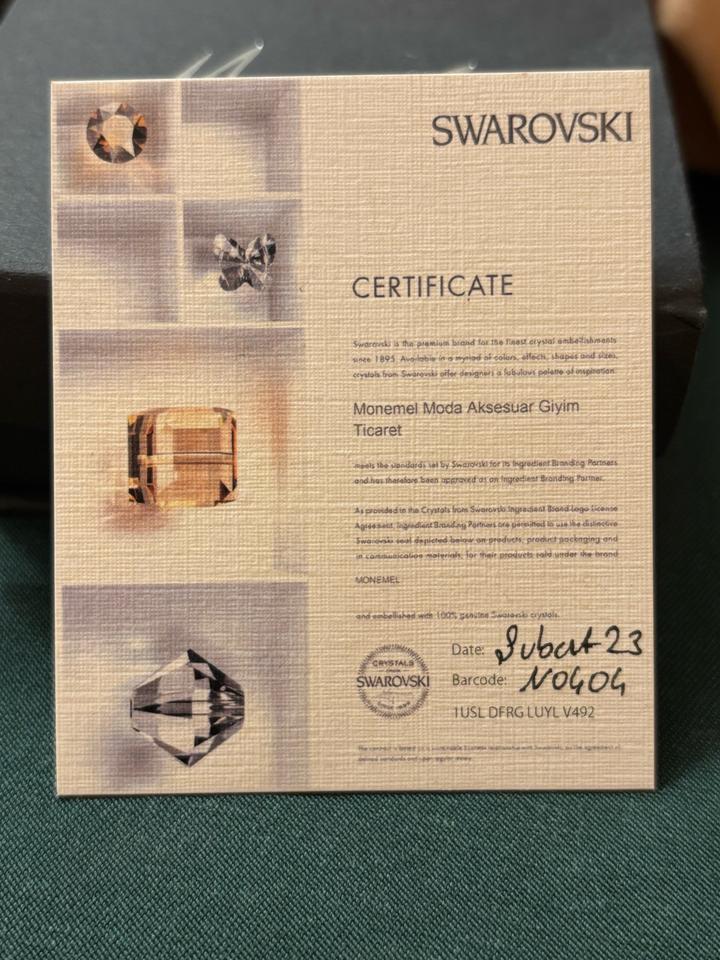 SWAROVSKI
CERTIFICATE
Swarovski is the premium brand for the finest crystal embellishments
since 1895. Available in a myriad of colors, effects, shapes and sizes,
crystals from Swarovski offer designers a fabulous palette of inspiration.
Monemel Moda Aksesuar Giyim
Ticaret
meets the standards set by Swarovski for its Ingredient Branding Partners
and has therefore been approved as an Ingredient Branding Partner.
As provided in the Crystals from Swarovski Ingredient Brand Logo License
Agreement, Ingredient Branding Partners are permitted to use the distinctive
Swarovski seal depicted below on products, product packaging and
in communication materials, for their products sold under the brand
MONEMEL
and embellished with 100% genuine Swarovski crystals.
Date: Subat 23
CRYSTALS
SWAROVSKI
Barcode: N0404
1USL DFRG LUYL V492